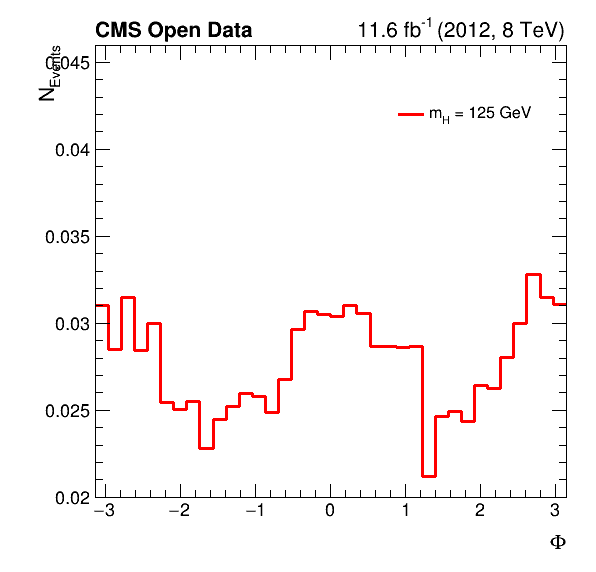 CMS Open Data 11.6 fb-1 (2012, 8 TeV)
NEvents
0.045
mH = 125 GeV
0.04
0.035
0.03
0.025
0.02
−3 −2 −1 0 1 2 3
Φ